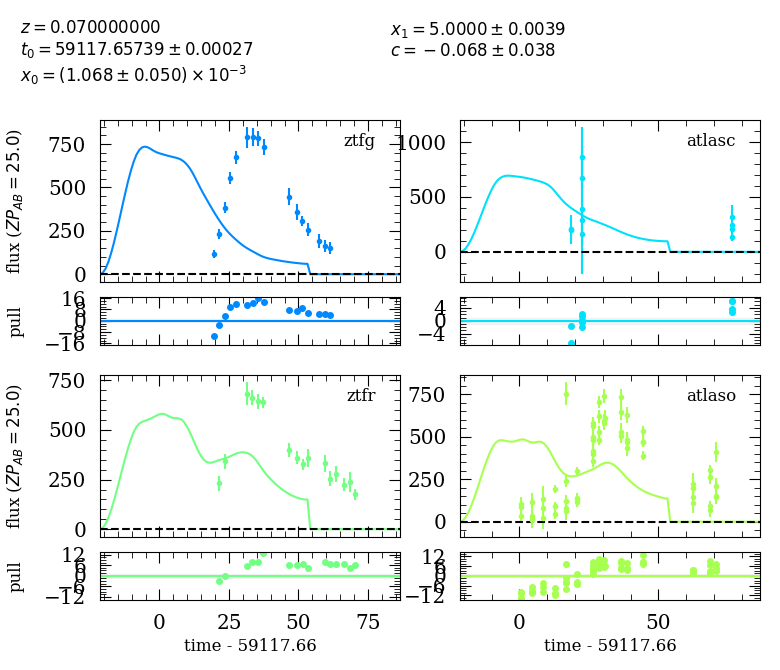 z = 0.070000000
t₀ = 59117.65739 ± 0.00027
x₀ = (1.068 ± 0.050) × 10⁻³
x₁ = 5.0000 ± 0.0039
c = −0.068 ± 0.038
flux (ZP_AB = 25.0)
750
500
250
0
ztfg
1000
500
0
atlasc
pull
16
8
0
−8
−16
4
0
−4
flux (ZP_AB = 25.0)
750
500
250
0
ztfr
750
500
250
0
atlaso
pull
12
6
0
−6
−12
12
6
0
−6
−12
0 25 50 75
0 50
time - 59117.66
time - 59117.66